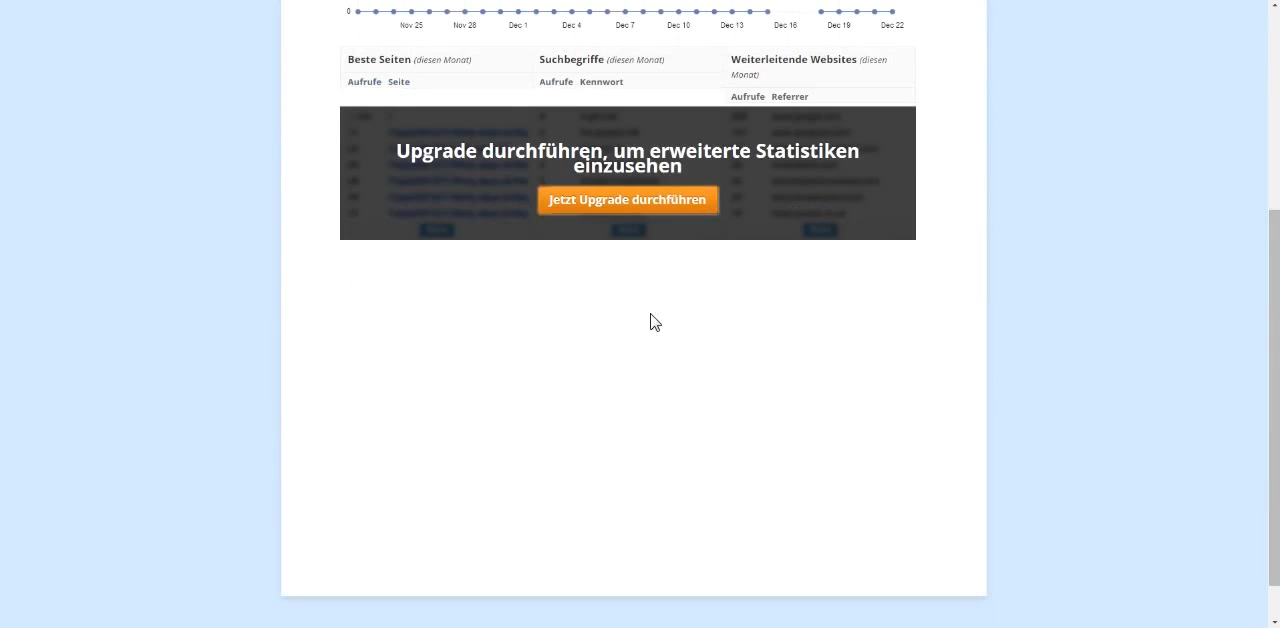 0
Nov 25 Nov 28 Dec 1 Dec 4 Dec 7 Dec 10 Dec 13 Dec 16 Dec 19 Dec 22
Beste Seiten (diesen Monat)
Aufrufe Seite
Suchbegriffe (diesen Monat)
Aufrufe Kennwort
Weiterleitende Websites (diesen
Monat)
Aufrufe Referrer
Upgrade durchführen, um erweiterte Statistiken
einzusehen
Jetzt Upgrade durchführen